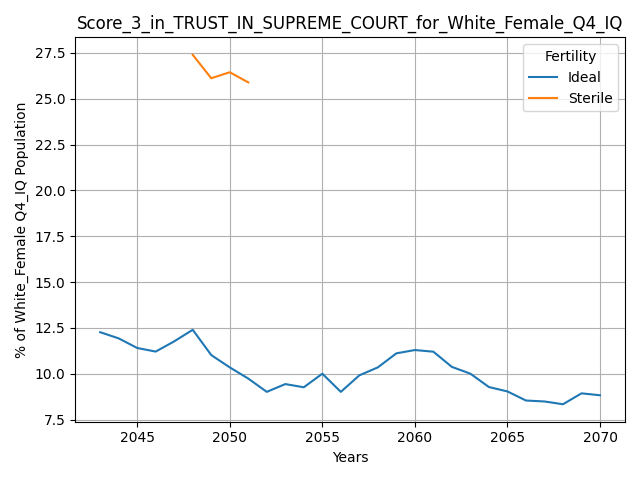 Score_3_in_TRUST_IN_SUPREME_COURT_for_White_Female_Q4_IQ
Fertility
Ideal
Sterile
% of White_Female Q4_IQ Population
27.5
25.0
22.5
20.0
17.5
15.0
12.5
10.0
7.5
2045 2050 2055 2060 2065 2070
Years